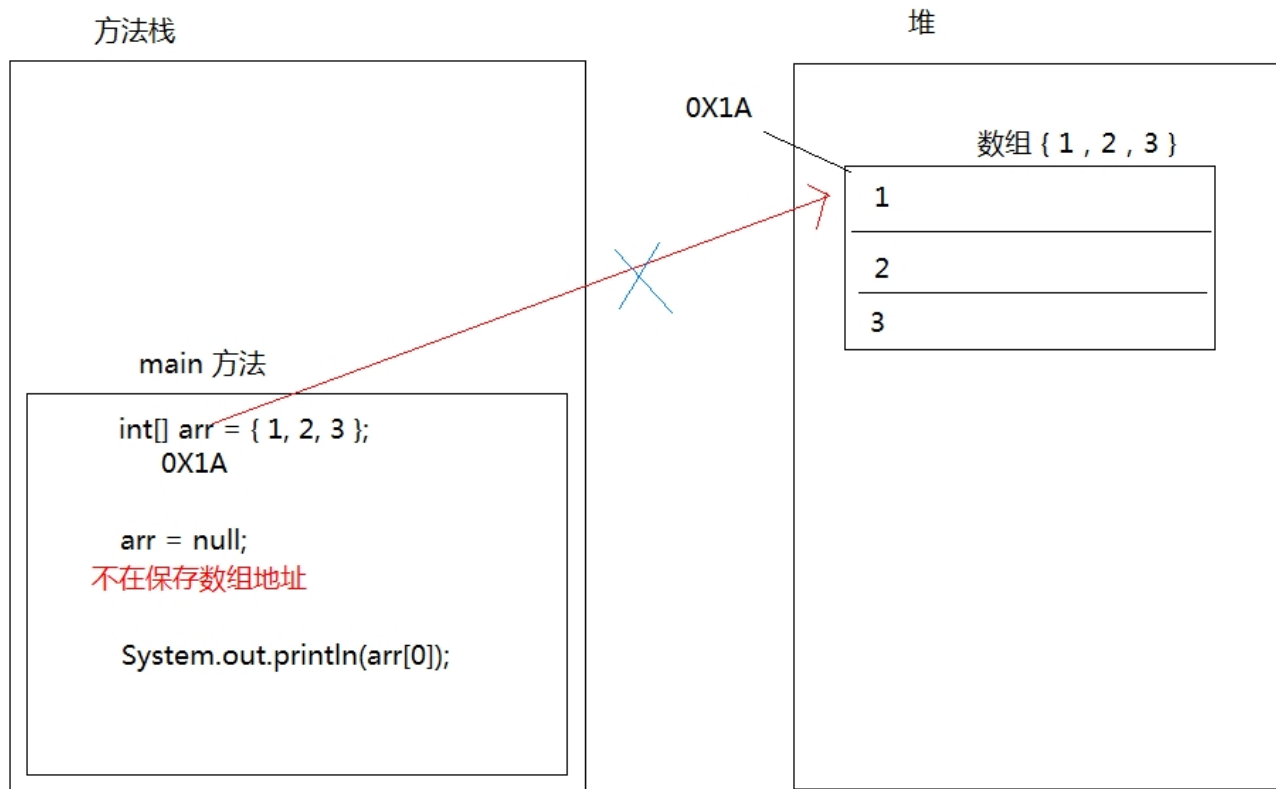 方法栈
堆
0X1A
数组 { 1 , 2 , 3 }
1
2
3
main 方法
int[] arr = { 1, 2, 3 };
0X1A
arr = null;
不在保存数组地址
System.out.println(arr[0]);